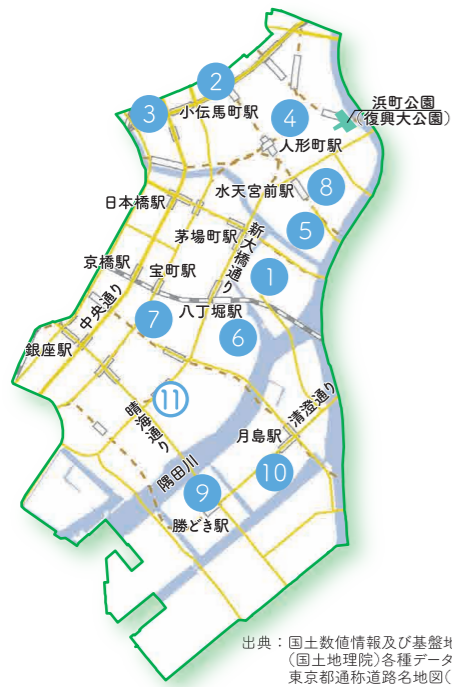 ②
③
小伝馬町駅
④
浜町公園
(復興大公園)
人形町駅
水天宮前駅
⑧
日本橋駅
⑤
茅場町駅
新大橋通り
①
京橋駅
宝町駅
中央通り
八丁堀駅
⑦
⑥
銀座駅
⑪
晴海通り
清澄通り
月島駅
隅田川
⑩
⑨
勝どき駅
出典：国土数値情報及び基盤地
(国土地理院)各種データ
東京都通称道路名地図(